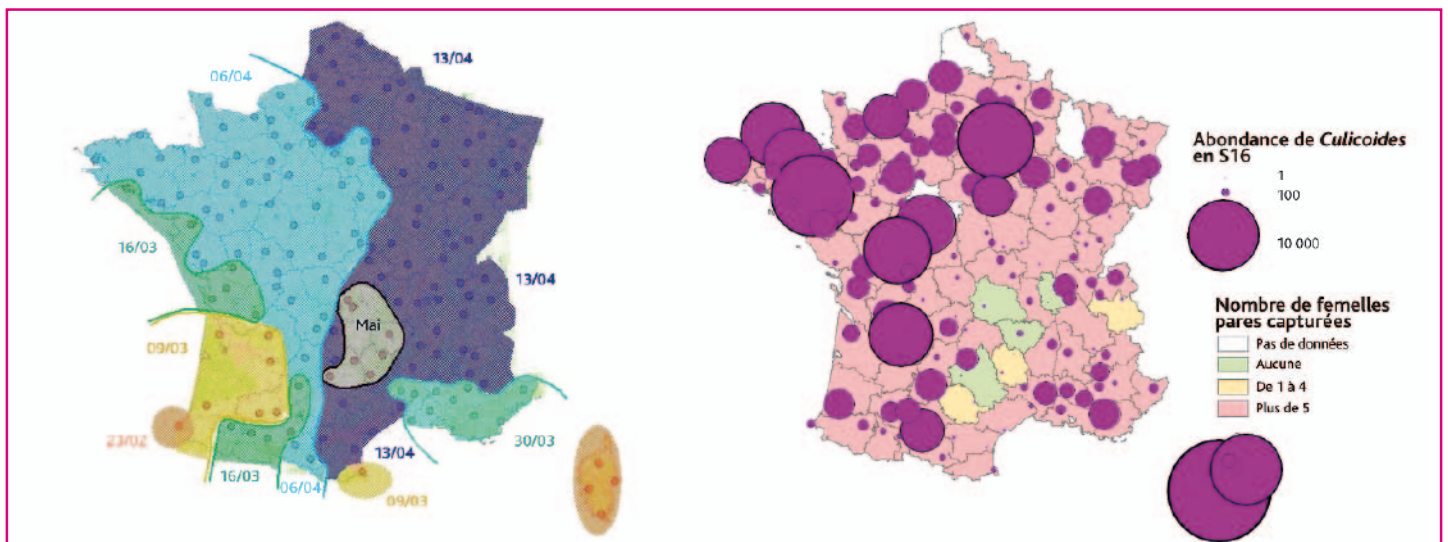 13/04
06/04
16/03
13/04
Mai
09/03
23/02
30/03
13/04
16/03
06/04
09/03
Abondance de Culicoides
en S16
1
100
10 000
Nombre de femelles
pares capturées
Pas de données
Aucune
De 1 à 4
Plus de 5